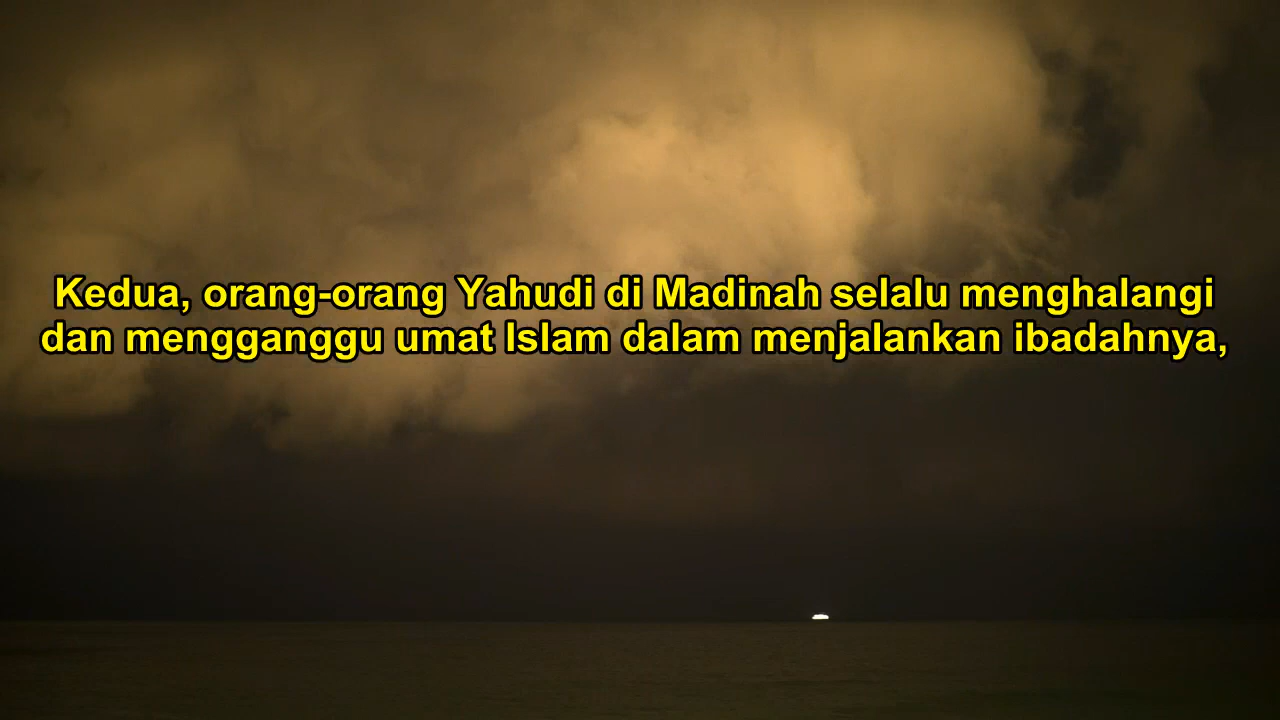 Kedua, orang-orang Yahudi di Madinah selalu menghalangi
dan mengganggu umat Islam dalam menjalankan ibadahnya,